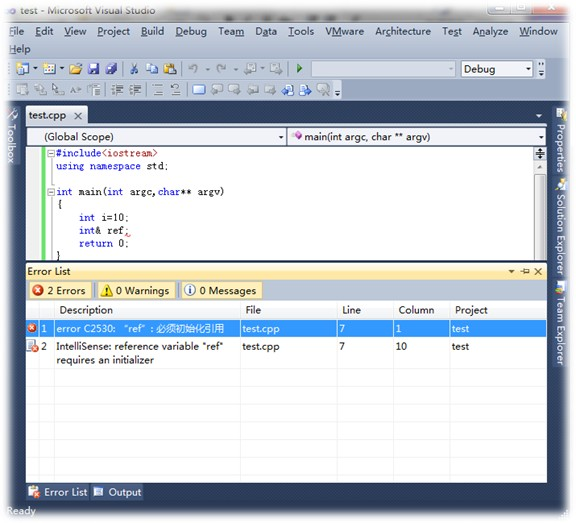 test - Microsoft Visual Studio
File Edit View Project Build Debug Team Data Tools VMware Architecture Test Analyze Window
Help
Debug
test.cpp
(Global Scope) main(int argc, char ** argv)
#include<iostream>
using namespace std;
int main(int argc,char** argv)
{
int i=10;
int& ref;
return 0;
}
Error List
2 Errors 0 Warnings 0 Messages
Description File Line Column Project
1 error C2530: “ref”: 必须初始化引用 test.cpp 7 1 test
2 IntelliSense: reference variable "ref" test.cpp 7 10 test
requires an initializer
Error List Output
Ready
Toolbox
Properties
Solution Explorer
Team Explorer